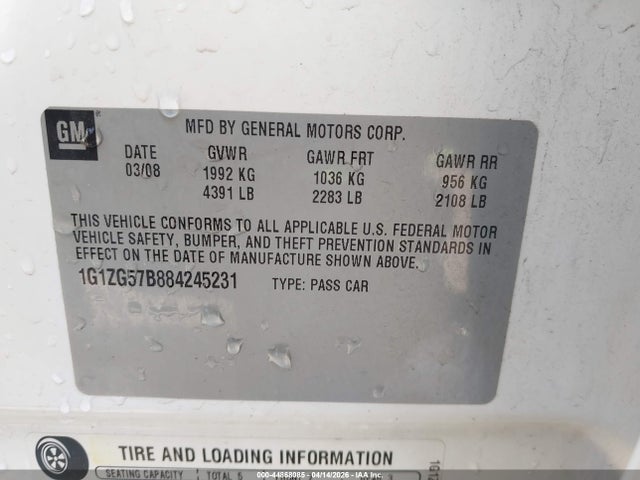 GM
MFD BY GENERAL MOTORS CORP.
DATE GVWR GAWR FRT GAWR RR
03/08 1992 KG 1036 KG 956 KG
4391 LB 2283 LB 2108 LB
THIS VEHICLE CONFORMS TO ALL APPLICABLE U.S. FEDERAL MOTOR
VEHICLE SAFETY, BUMPER, AND THEFT PREVENTION STANDARDS IN
EFFECT ON THE DATE OF MANUFACTURE SHOWN ABOVE.
1G1ZG57B884245231 TYPE: PASS CAR
TIRE AND LOADING INFORMATION
SEATING CAPACITY TOTAL 5
000-44868085 | 04/14/2026 | IAA